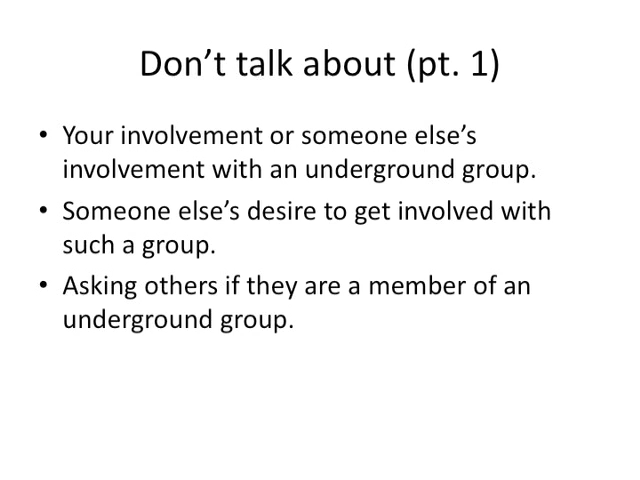 Don’t talk about (pt. 1)
• Your involvement or someone else’s
involvement with an underground group.
• Someone else’s desire to get involved with
such a group.
• Asking others if they are a member of an
underground group.